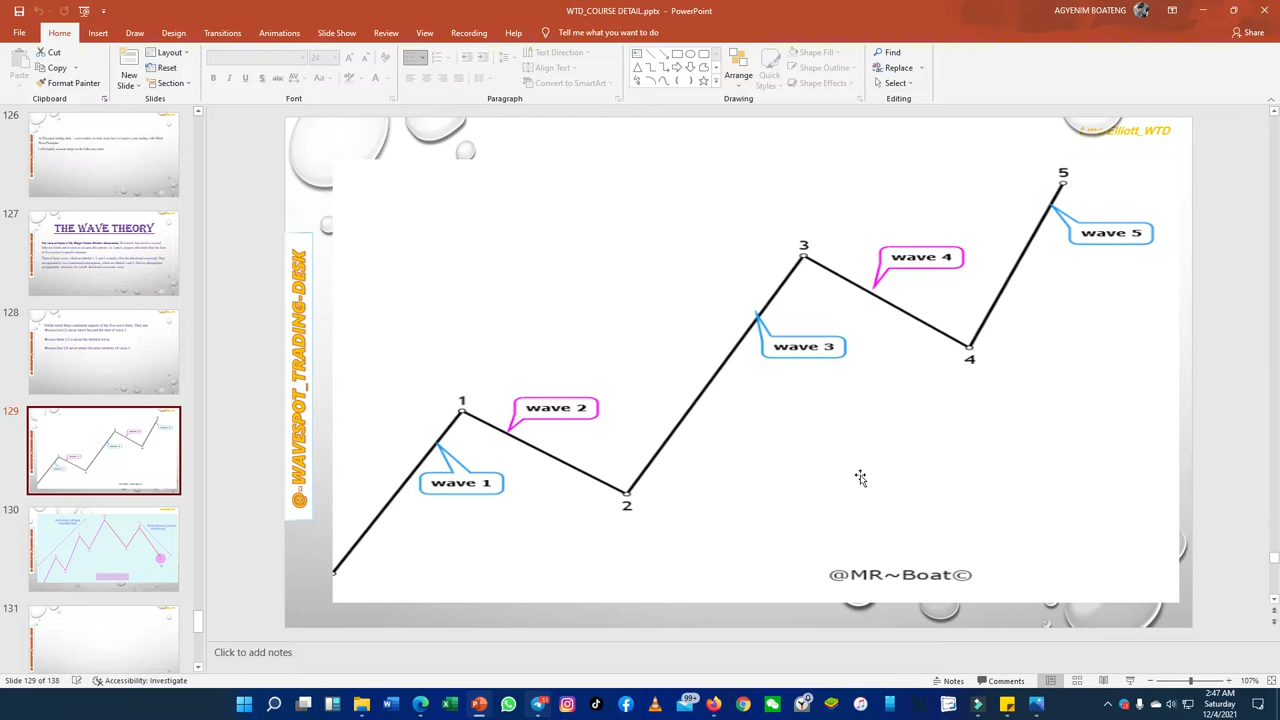 WTD_COURSE DETAIL.pptx - PowerPoint
AGYENIM BOATENG
File Home Insert Draw Design Transitions Animations Slide Show Review View Recording Help Tell me what you want to do
Share
Cut
Copy
Format Painter
Paste
Clipboard
New
Slide
Layout
Reset
Section
Slides
24
Font
Text Direction
Align Text
Convert to SmartArt
Paragraph
Arrange
Quick
Styles
Shape Fill
Shape Outline
Shape Effects
Drawing
Find
Replace
Select
Editing
126
127
THE WAVE THEORY
128
129
130
131
@-WAVESPOT_TRADING-DESK
Elliott_WTD
5
wave 5
3
wave 4
wave 3
4
1
wave 2
wave 1
2
@MR~Boat©
Click to add notes
Slide 129 of 138
Accessibility: Investigate
Notes
Comments
107%
99+
2:47 AM
Saturday
12/4/2021